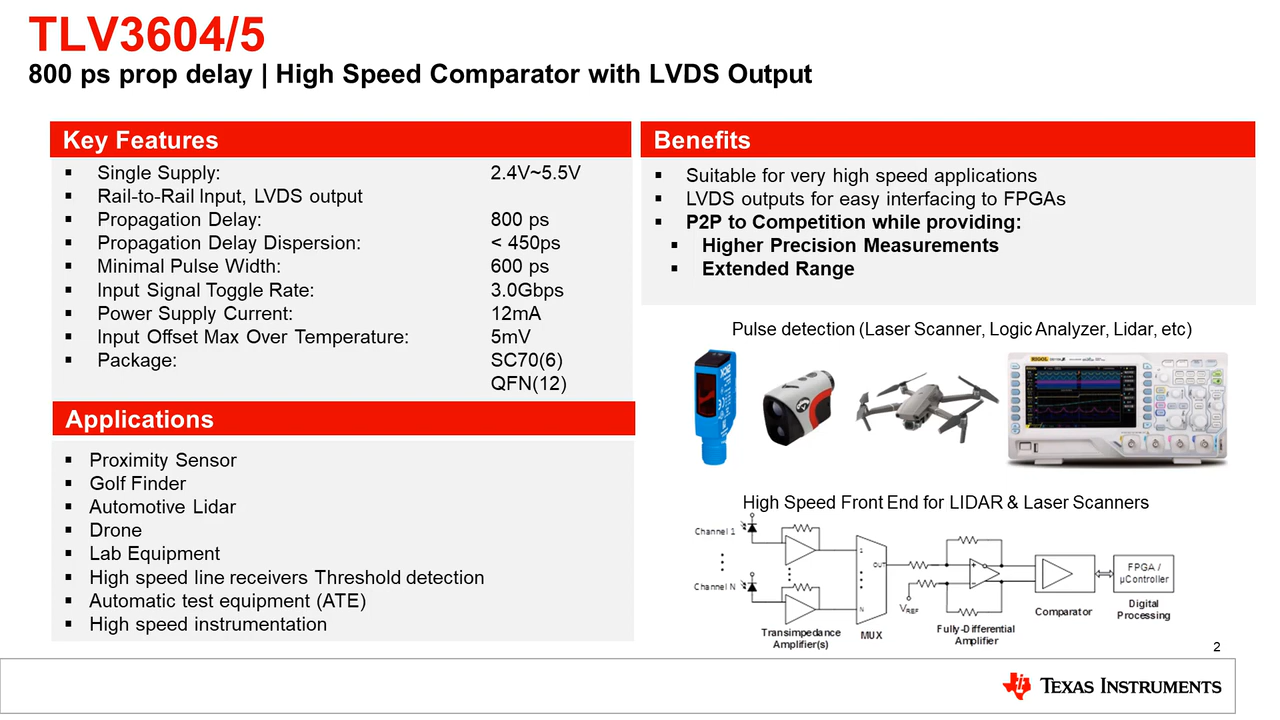 TLV3604/5
800 ps prop delay | High Speed Comparator with LVDS Output
Key Features
▪ Single Supply: 2.4V~5.5V
▪ Rail-to-Rail Input, LVDS output
▪ Propagation Delay: 800 ps
▪ Propagation Delay Dispersion: < 450ps
▪ Minimal Pulse Width: 600 ps
▪ Input Signal Toggle Rate: 3.0Gbps
▪ Power Supply Current: 12mA
▪ Input Offset Max Over Temperature: 5mV
▪ Package: SC70(6)
QFN(12)
Applications
▪ Proximity Sensor
▪ Golf Finder
▪ Automotive Lidar
▪ Drone
▪ Lab Equipment
▪ High speed line receivers Threshold detection
▪ Automatic test equipment (ATE)
▪ High speed instrumentation
Benefits
▪ Suitable for very high speed applications
▪ LVDS outputs for easy interfacing to FPGAs
▪ P2P to Competition while providing:
▪ Higher Precision Measurements
▪ Extended Range
Pulse detection (Laser Scanner, Logic Analyzer, Lidar, etc)
SICK
RIGOL
High Speed Front End for LIDAR & Laser Scanners
Channel 1
Channel N
1
OUT
N
VREF
+
−
FPGA /
µController
Transimpedance
Amplifier(s)
MUX
Fully-Differential
Amplifier
Comparator
Digital
Processing
2
TEXAS INSTRUMENTS